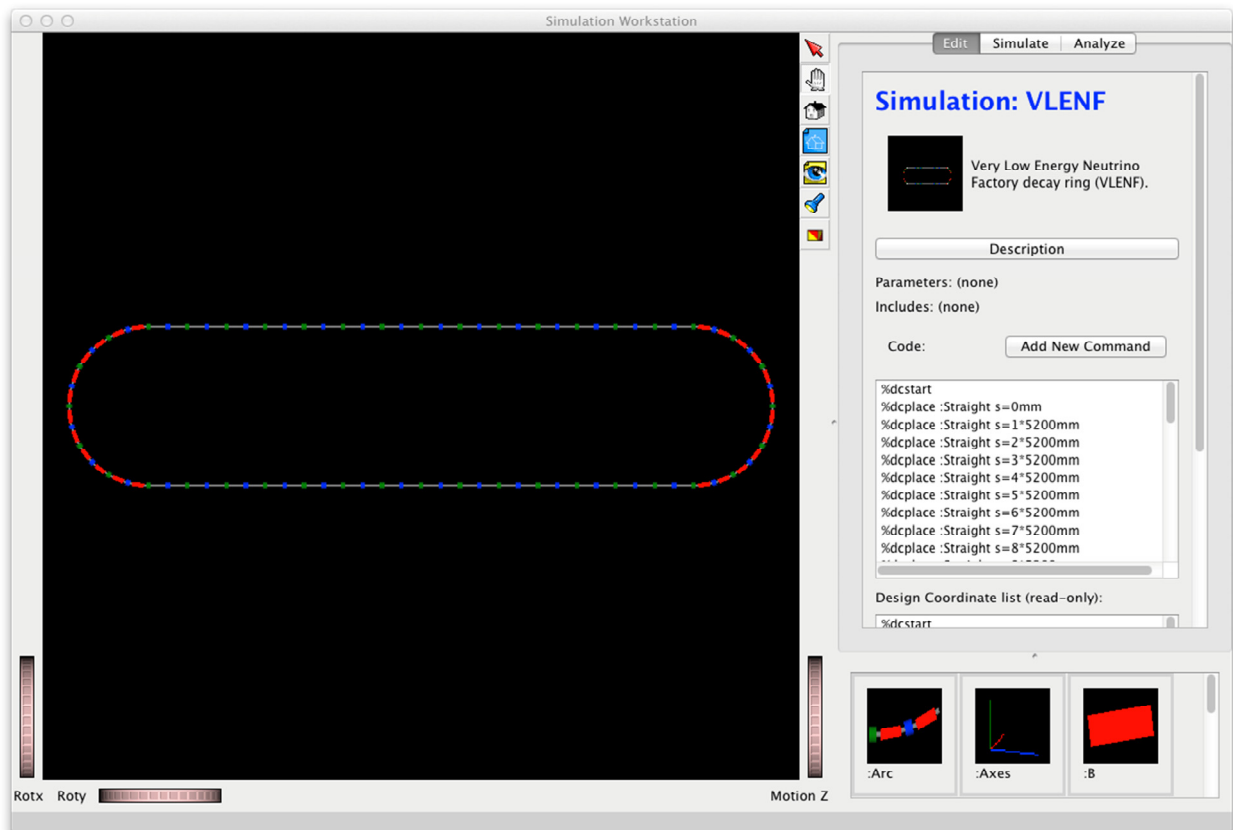 Simulation Workstation
Edit
Simulate
Analyze
Simulation: VLENF
Very Low Energy Neutrino
Factory decay ring (VLENF).
Description
Parameters: (none)
Includes: (none)
Code:
Add New Command
%dcstart
%dcplace :Straight s=0mm
%dcplace :Straight s=1*5200mm
%dcplace :Straight s=2*5200mm
%dcplace :Straight s=3*5200mm
%dcplace :Straight s=4*5200mm
%dcplace :Straight s=5*5200mm
%dcplace :Straight s=6*5200mm
%dcplace :Straight s=7*5200mm
%dcplace :Straight s=8*5200mm
Design Coordinate list (read-only):
%dcstart
:Arc
:Axes
:B
Rotx
Roty
Motion Z